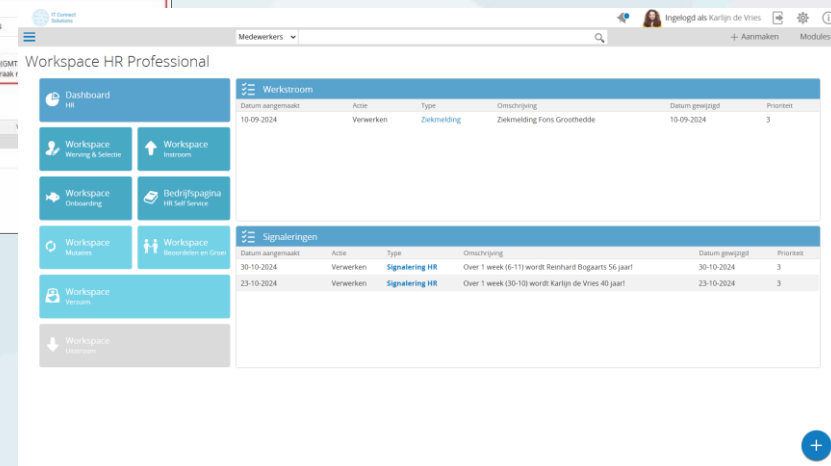 IT Connect
Solutions
Ingelogd als Karlijn de Vries
Medewerkers
+ Aanmaken
Modules
(GMT
raak r
Workspace HR Professional
Dashboard
HR
Workspace
Werving & Selectie
Workspace
Instroom
Workspace
Onboarding
Bedrijfspagina
HR Self Service
Workspace
Mutaties
Workspace
Beoordelen en Groei
Workspace
Verzuim
Workspace
Uitstroom
Werkstroom
Datum aangemaakt Actie Type Omschrijving Datum gewijzigd Prioriteit
10-09-2024 Verwerken Ziekmelding Ziekmelding Fons Groothedde 10-09-2024 3
Signaleringen
Datum aangemaakt Actie Type Omschrijving Datum gewijzigd Prioriteit
30-10-2024 Verwerken Signalering HR Over 1 week (6-11) wordt Reinhard Bogaarts 56 jaar! 30-10-2024 3
23-10-2024 Verwerken Signalering HR Over 1 week (30-10) wordt Karlijn de Vries 40 jaar! 23-10-2024 3